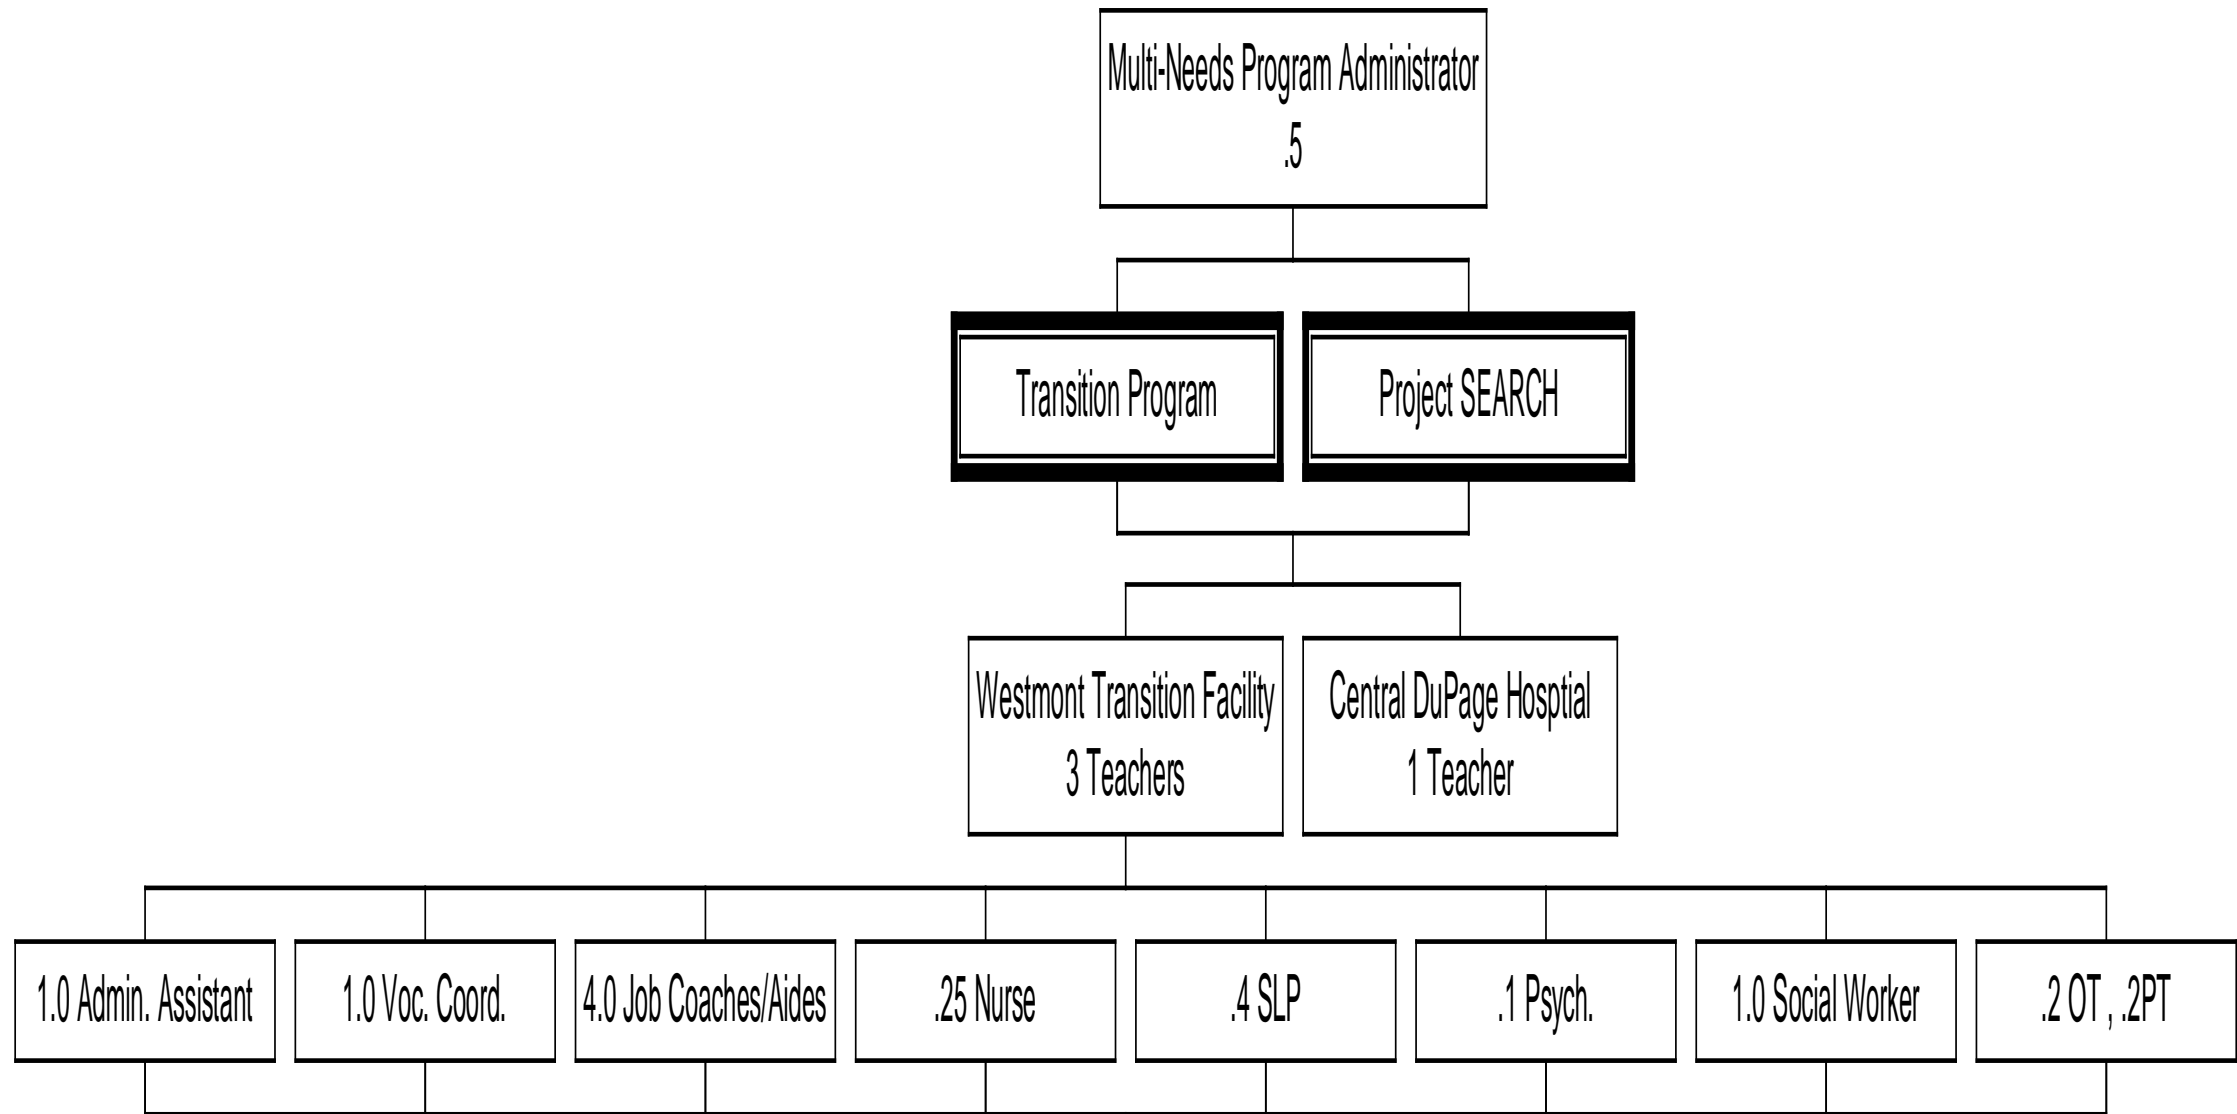 Multi-Needs Program Administrator
.5
Transition Program
Project SEARCH
Westmont Transition Facility
3 Teachers
Central DuPage Hosptial
1 Teacher
1.0 Admin. Assistant
1.0 Voc. Coord.
4.0 Job Coaches/Aides
.25 Nurse
.4 SLP
.1 Psych.
1.0 Social Worker
.2 OT , .2PT